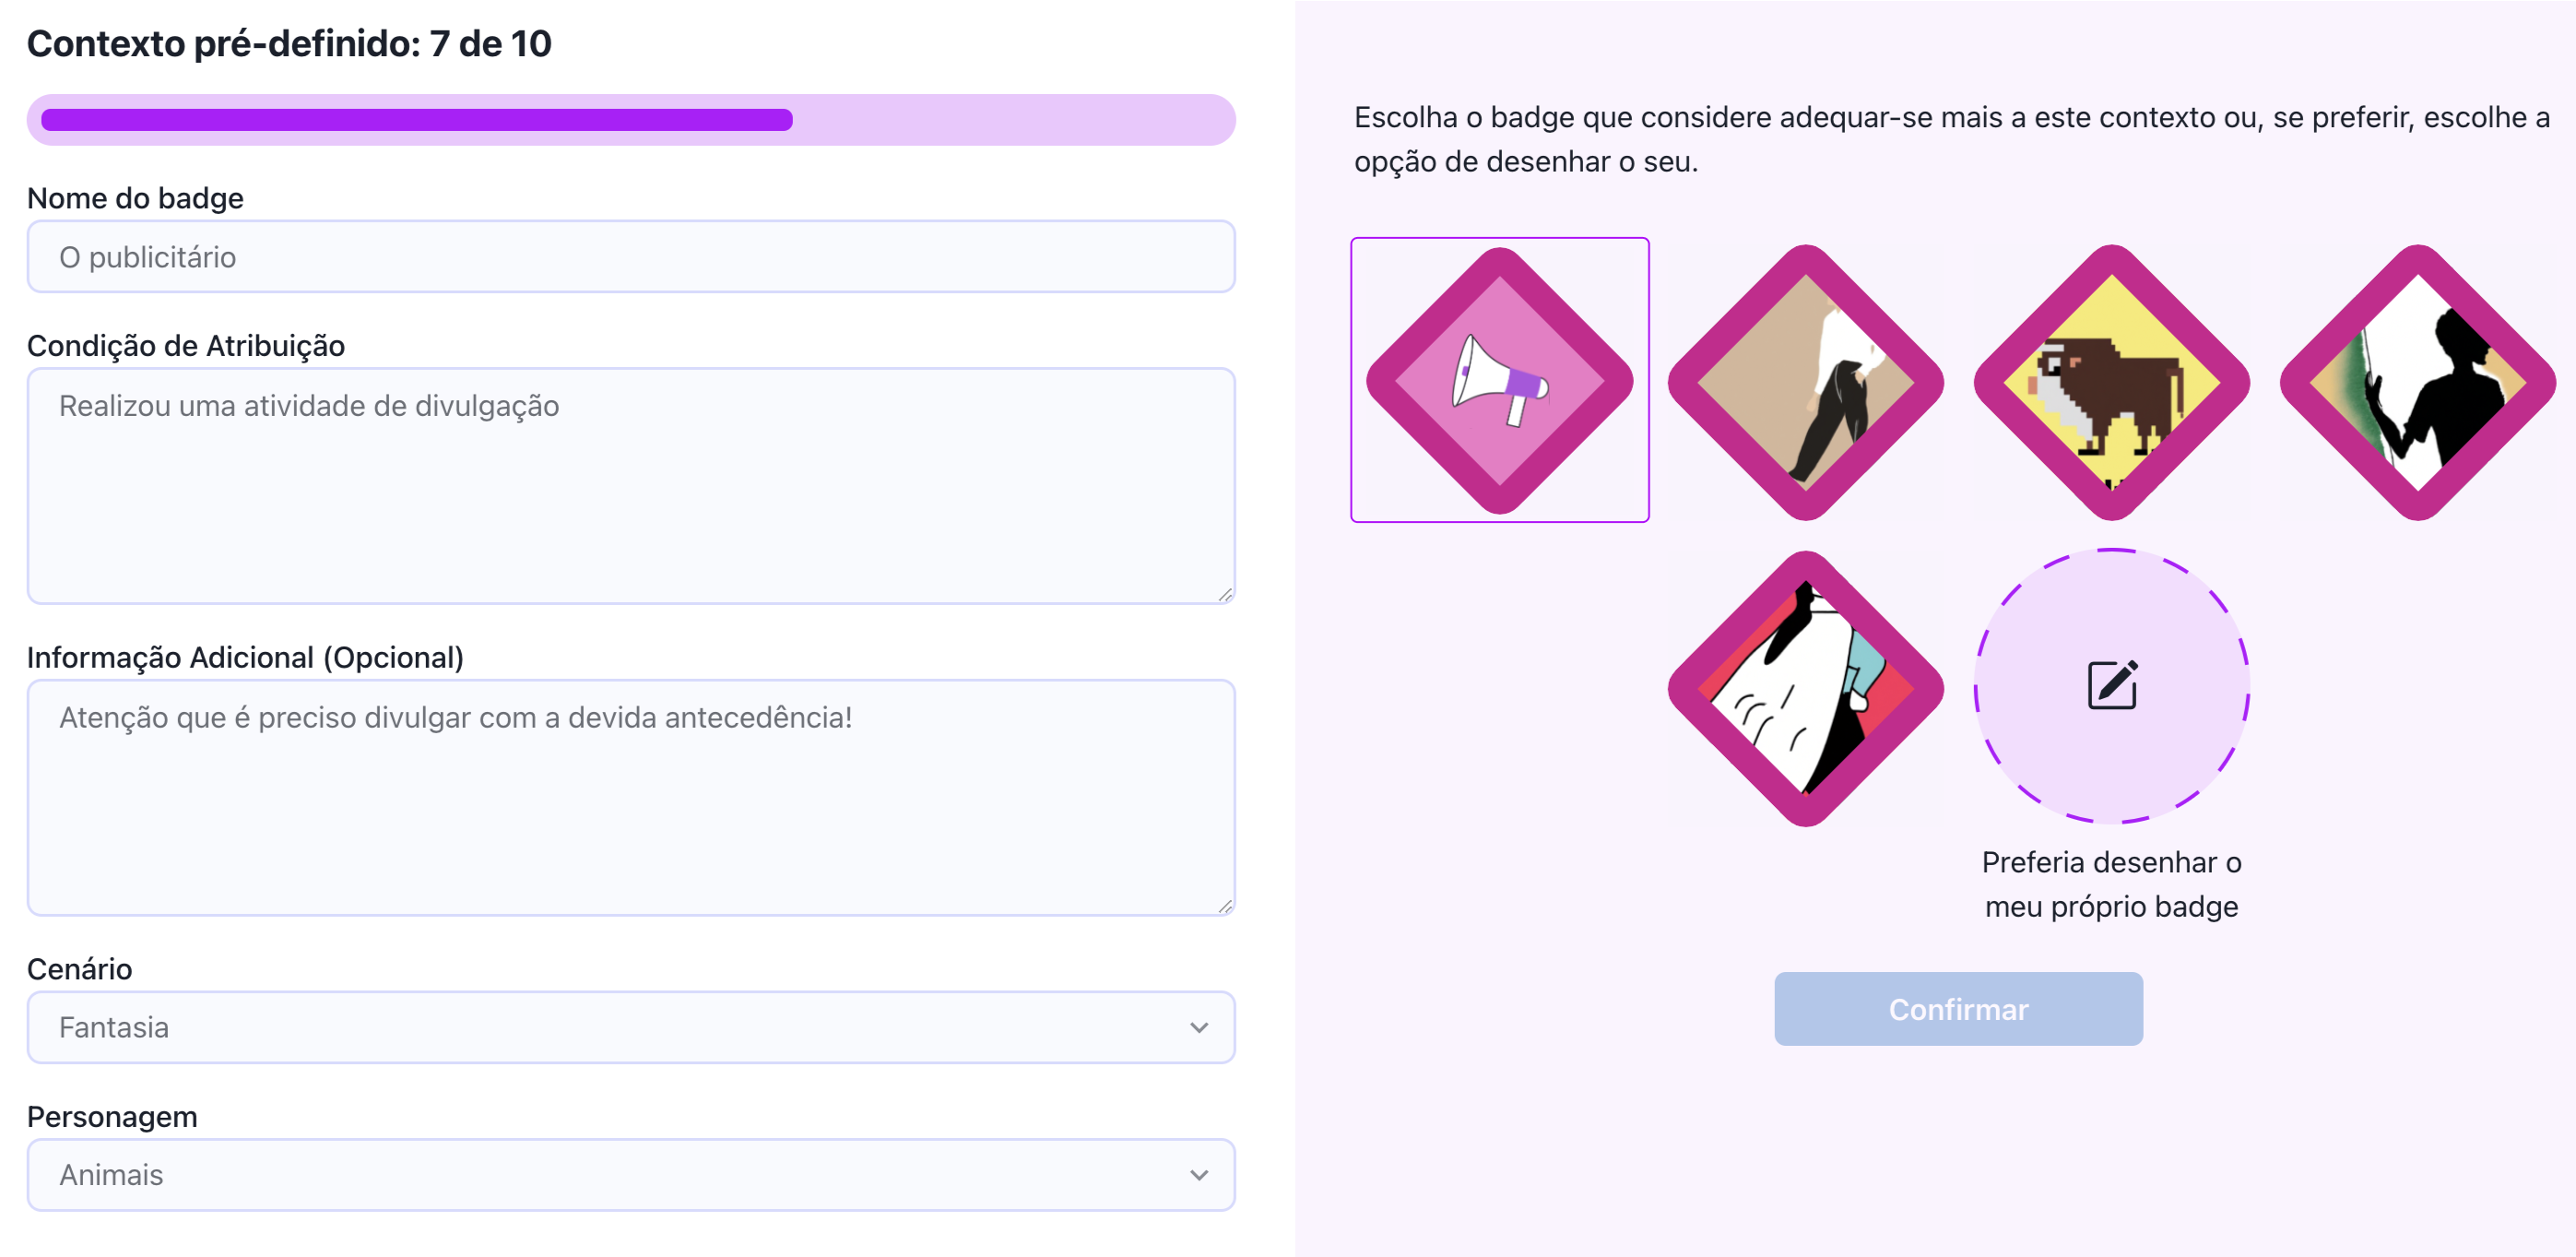 Contexto pré-definido: 7 de 10
Nome do badge
O publicitário
Condição de Atribuição
Realizou uma atividade de divulgação
Informação Adicional (Opcional)
Atenção que é preciso divulgar com a devida antecedência!
Cenário
Fantasia
Personagem
Animais
Escolha o badge que considere adequar-se mais a este contexto ou, se preferir, escolhe a
opção de desenhar o seu.
Preferia desenhar o
meu próprio badge
Confirmar